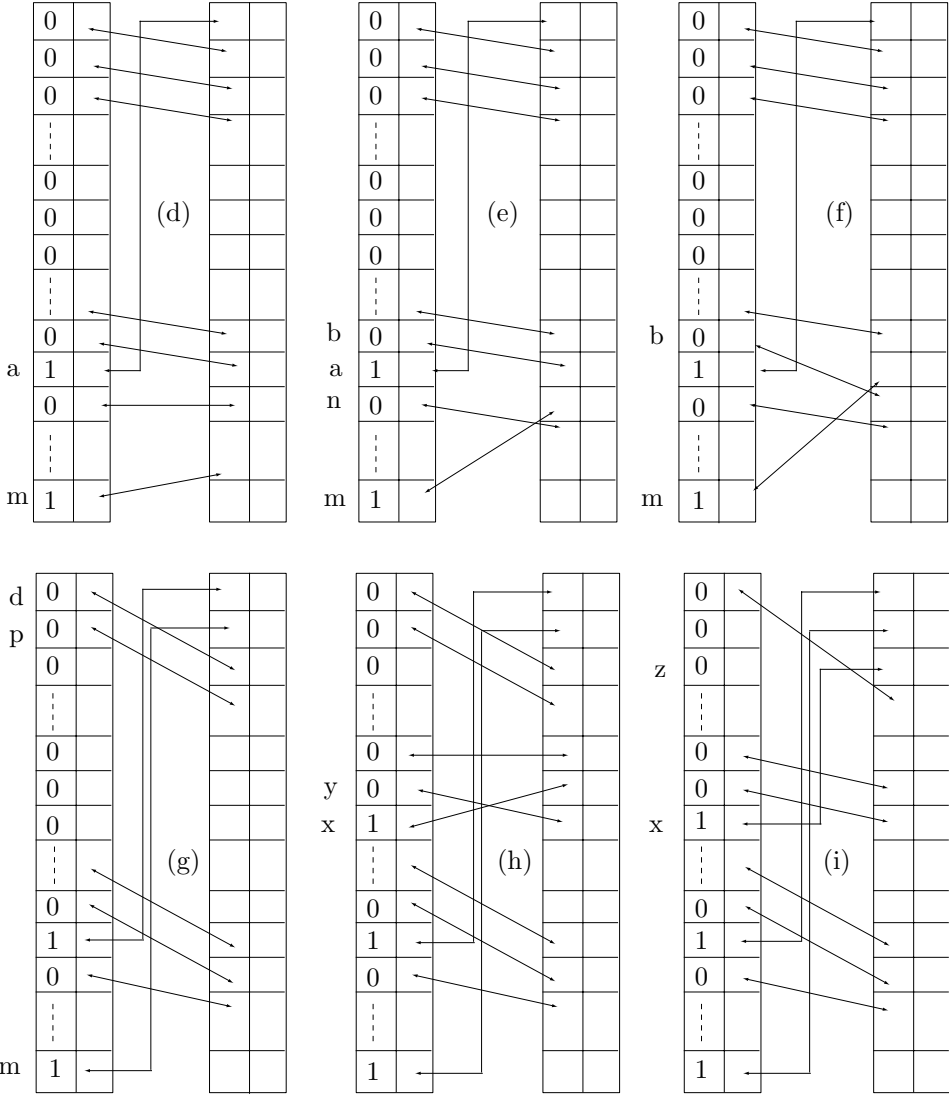 0 0 0
0 0 0
0 0 0
0 0 0
0 (d) 0 (e) 0 (f)
0 0 0
b b
0 0 0
a 1 a 1 1
0 n 0 0
m 1 m 1 m 1
d 0 0 0
p 0 0 0
0 0 z 0
0 0 0
0 y 0 0
0 x 1 x 1
(g) (h) (i)
0 0 0
1 1 1
0 0 0
m 1 1 1